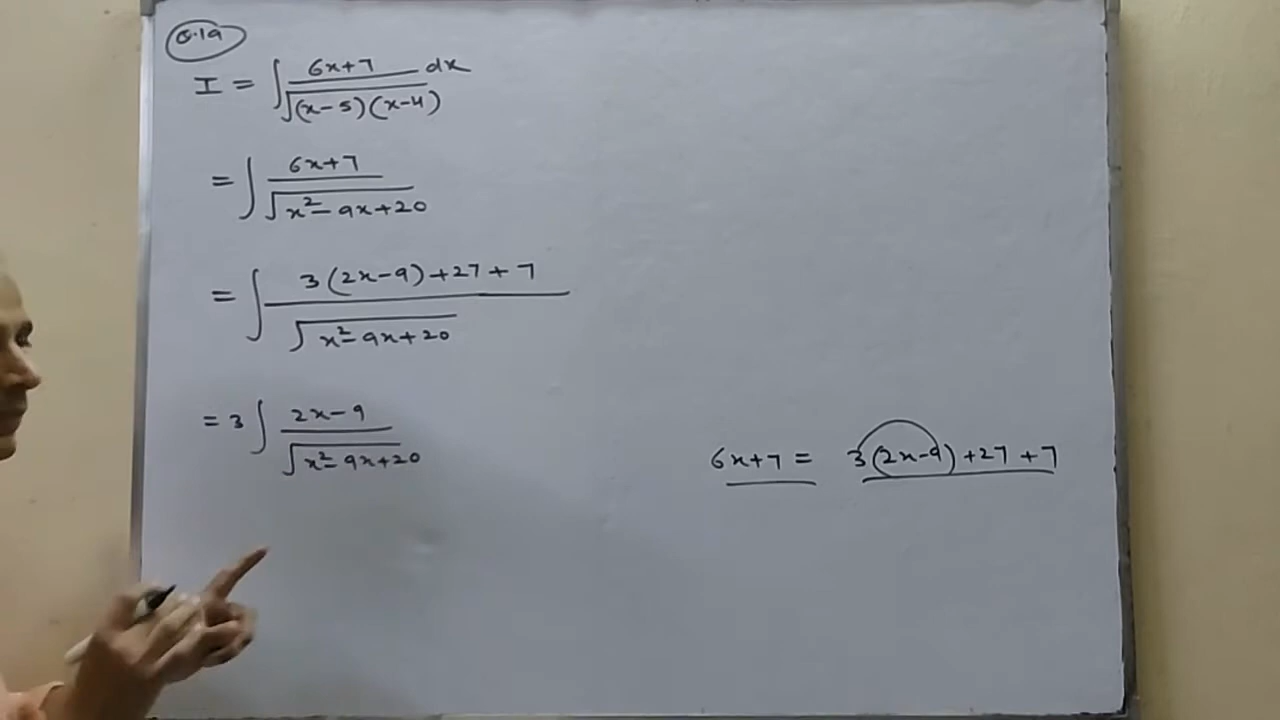 Q.19
I = ∫ 6x+7 / √(x-5)(x-4) dx
= ∫ 6x+7 / √x²-9x+20
= ∫ 3(2x-9)+27+7 / √x²-9x+20
= 3 ∫ 2x-9 / √x²-9x+20
6x+7 = 3(2x-9)+27+7